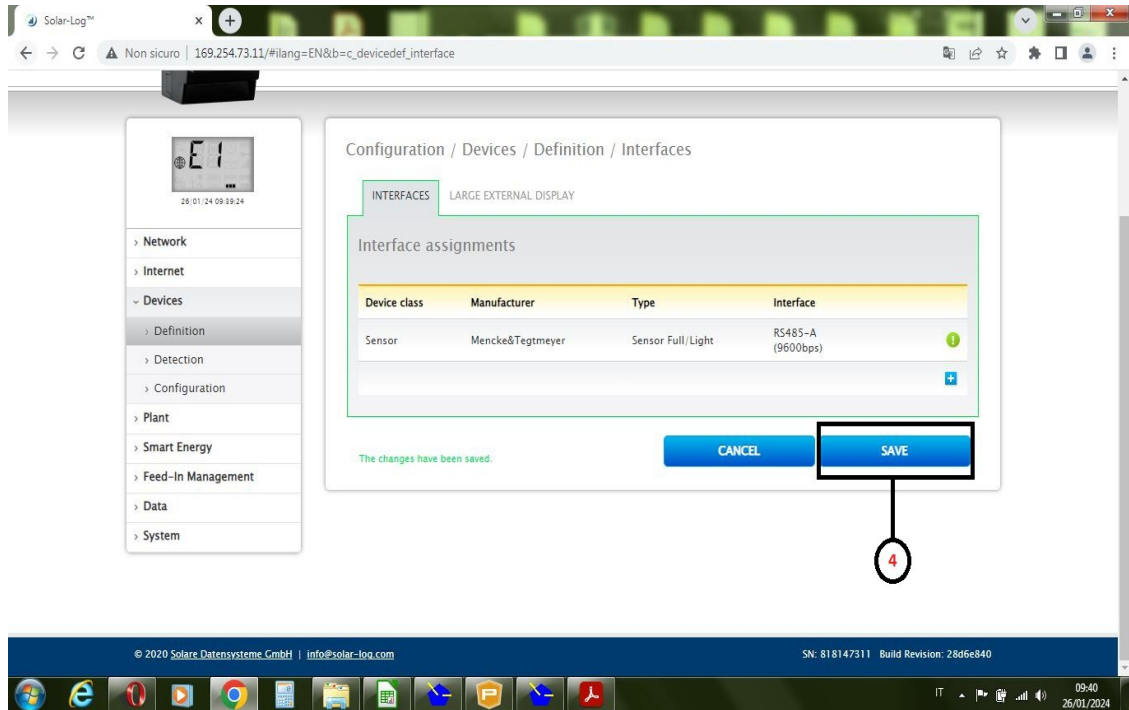 Solar-Log™
Non sicuro | 169.254.73.11/#ilang=EN&b=c_devicedef_interface
E1
26/01/24 09:39:24
Network
Internet
Devices
Definition
Detection
Configuration
Plant
Smart Energy
Feed-In Management
Data
System
Configuration / Devices / Definition / Interfaces
INTERFACES LARGE EXTERNAL DISPLAY
Interface assignments
Device class Manufacturer Type Interface
Sensor Mencke&Tegtmeyer Sensor Full/Light RS485-A
(9600bps)
The changes have been saved.
CANCEL SAVE
4
© 2020 Solare Datensysteme GmbH | info@solar-log.com SN: 818147311 Build Revision: 28d6e840
IT 09:40
26/01/2024